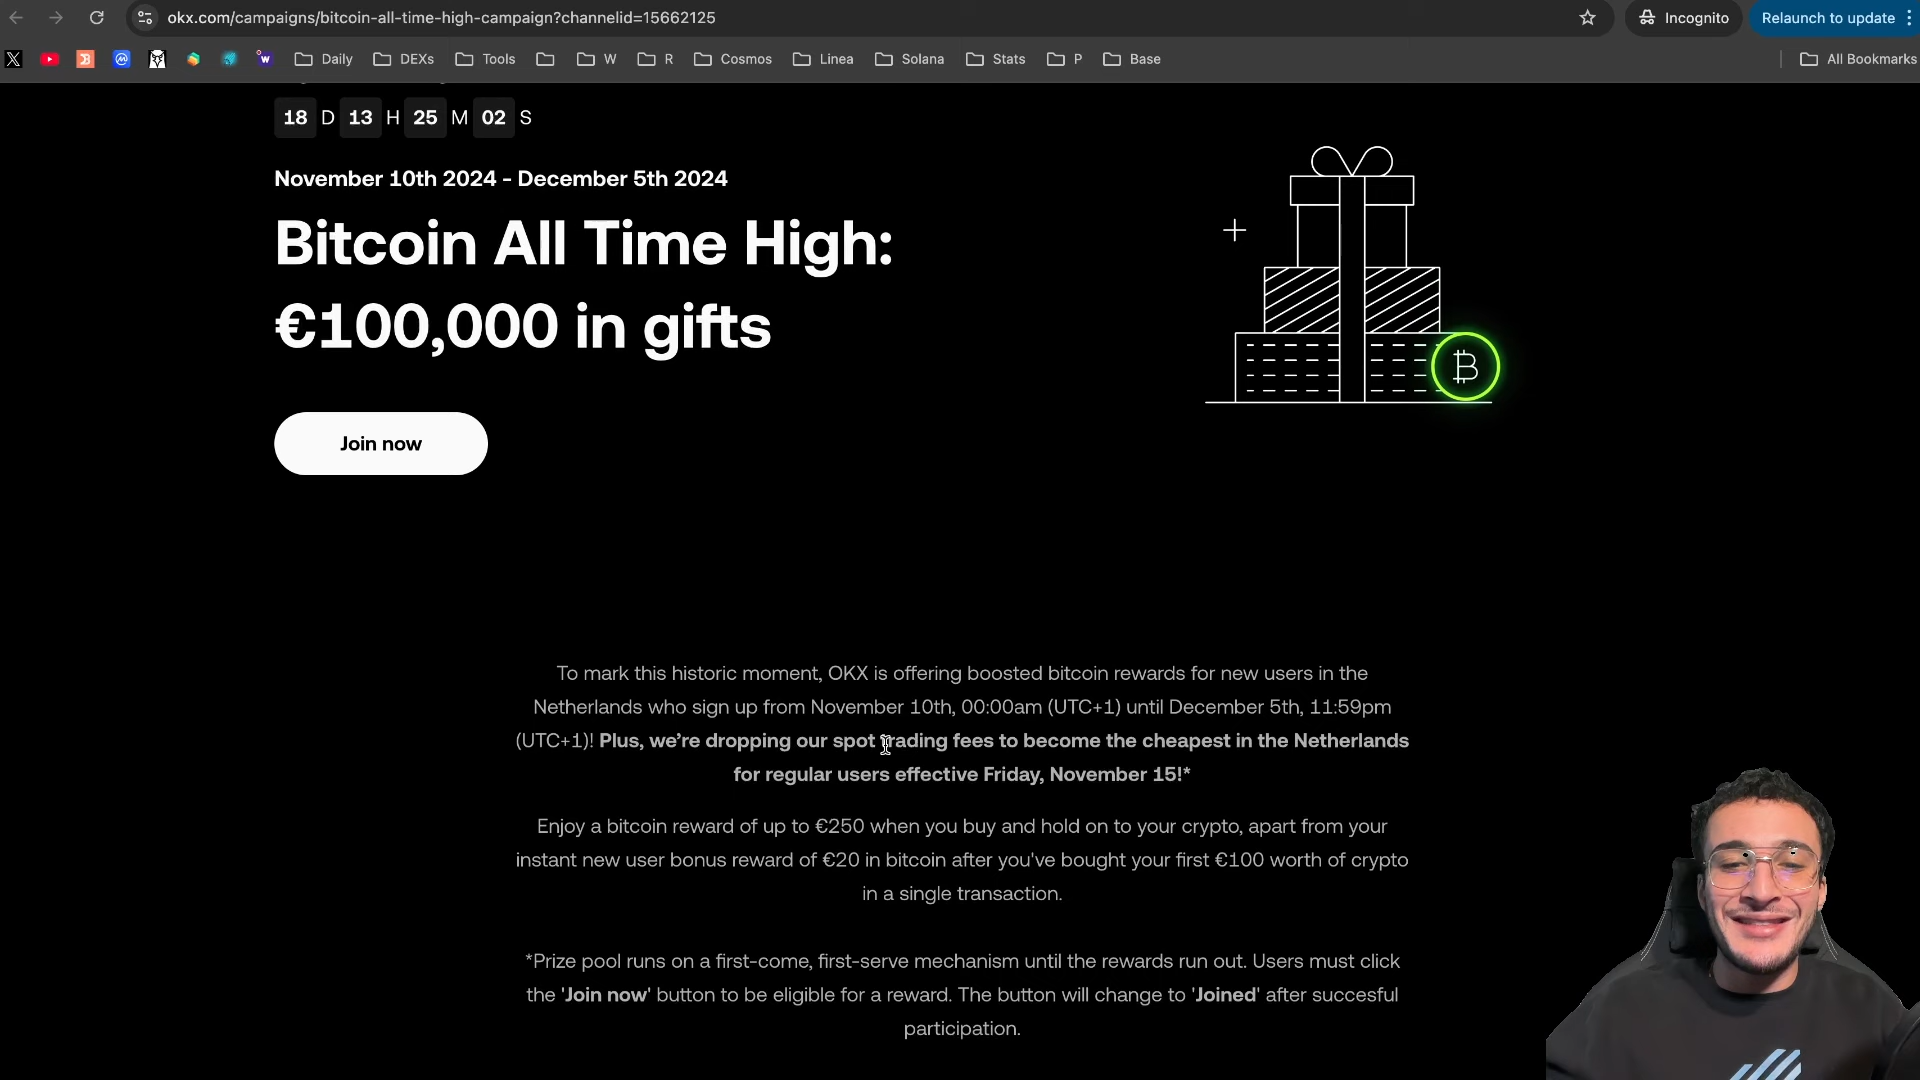 okx.com/campaigns/bitcoin-all-time-high-campaign?channelid=15662125
Incognito
Relaunch to update
Daily
DEXs
Tools
W
R
Cosmos
Linea
Solana
Stats
P
Base
All Bookmarks
18 D 13 H 25 M 02 S
November 10th 2024 - December 5th 2024
Bitcoin All Time High:
€100,000 in gifts
Join now
To mark this historic moment, OKX is offering boosted bitcoin rewards for new users in the
Netherlands who sign up from November 10th, 00:00am (UTC+1) until December 5th, 11:59pm
(UTC+1)! Plus, we’re dropping our spot trading fees to become the cheapest in the Netherlands
for regular users effective Friday, November 15!*
Enjoy a bitcoin reward of up to €250 when you buy and hold on to your crypto, apart from your
instant new user bonus reward of €20 in bitcoin after you've bought your first €100 worth of crypto
in a single transaction.
*Prize pool runs on a first-come, first-serve mechanism until the rewards run out. Users must click
the 'Join now' button to be eligible for a reward. The button will change to 'Joined' after succesful
participation.